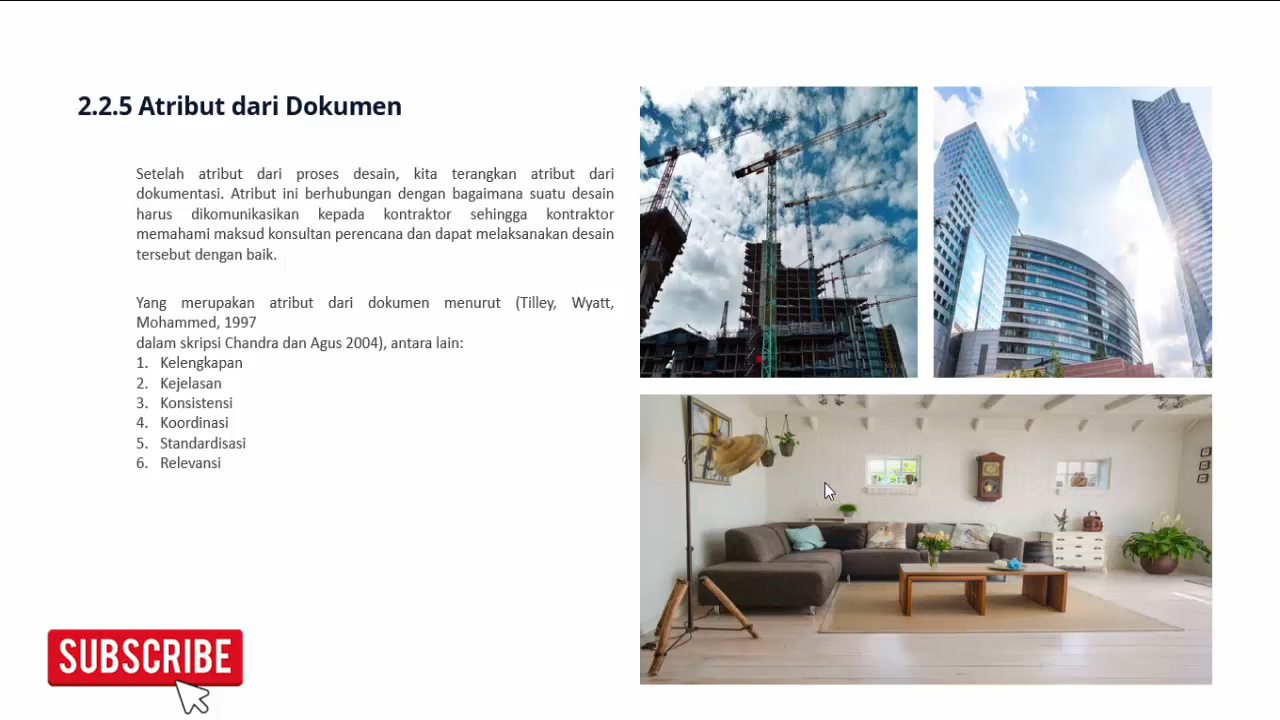 2.2.5 Atribut dari Dokumen
Setelah atribut dari proses desain, kita terangkan atribut dari
dokumentasi. Atribut ini berhubungan dengan bagaimana suatu desain
harus dikomunikasikan kepada kontraktor sehingga kontraktor
memahami maksud konsultan perencana dan dapat melaksanakan desain
tersebut dengan baik.
Yang merupakan atribut dari dokumen menurut (Tilley, Wyatt,
Mohammed, 1997
dalam skripsi Chandra dan Agus 2004), antara lain:
1. Kelengkapan
2. Kejelasan
3. Konsistensi
4. Koordinasi
5. Standardisasi
6. Relevansi
SUBSCRIBE